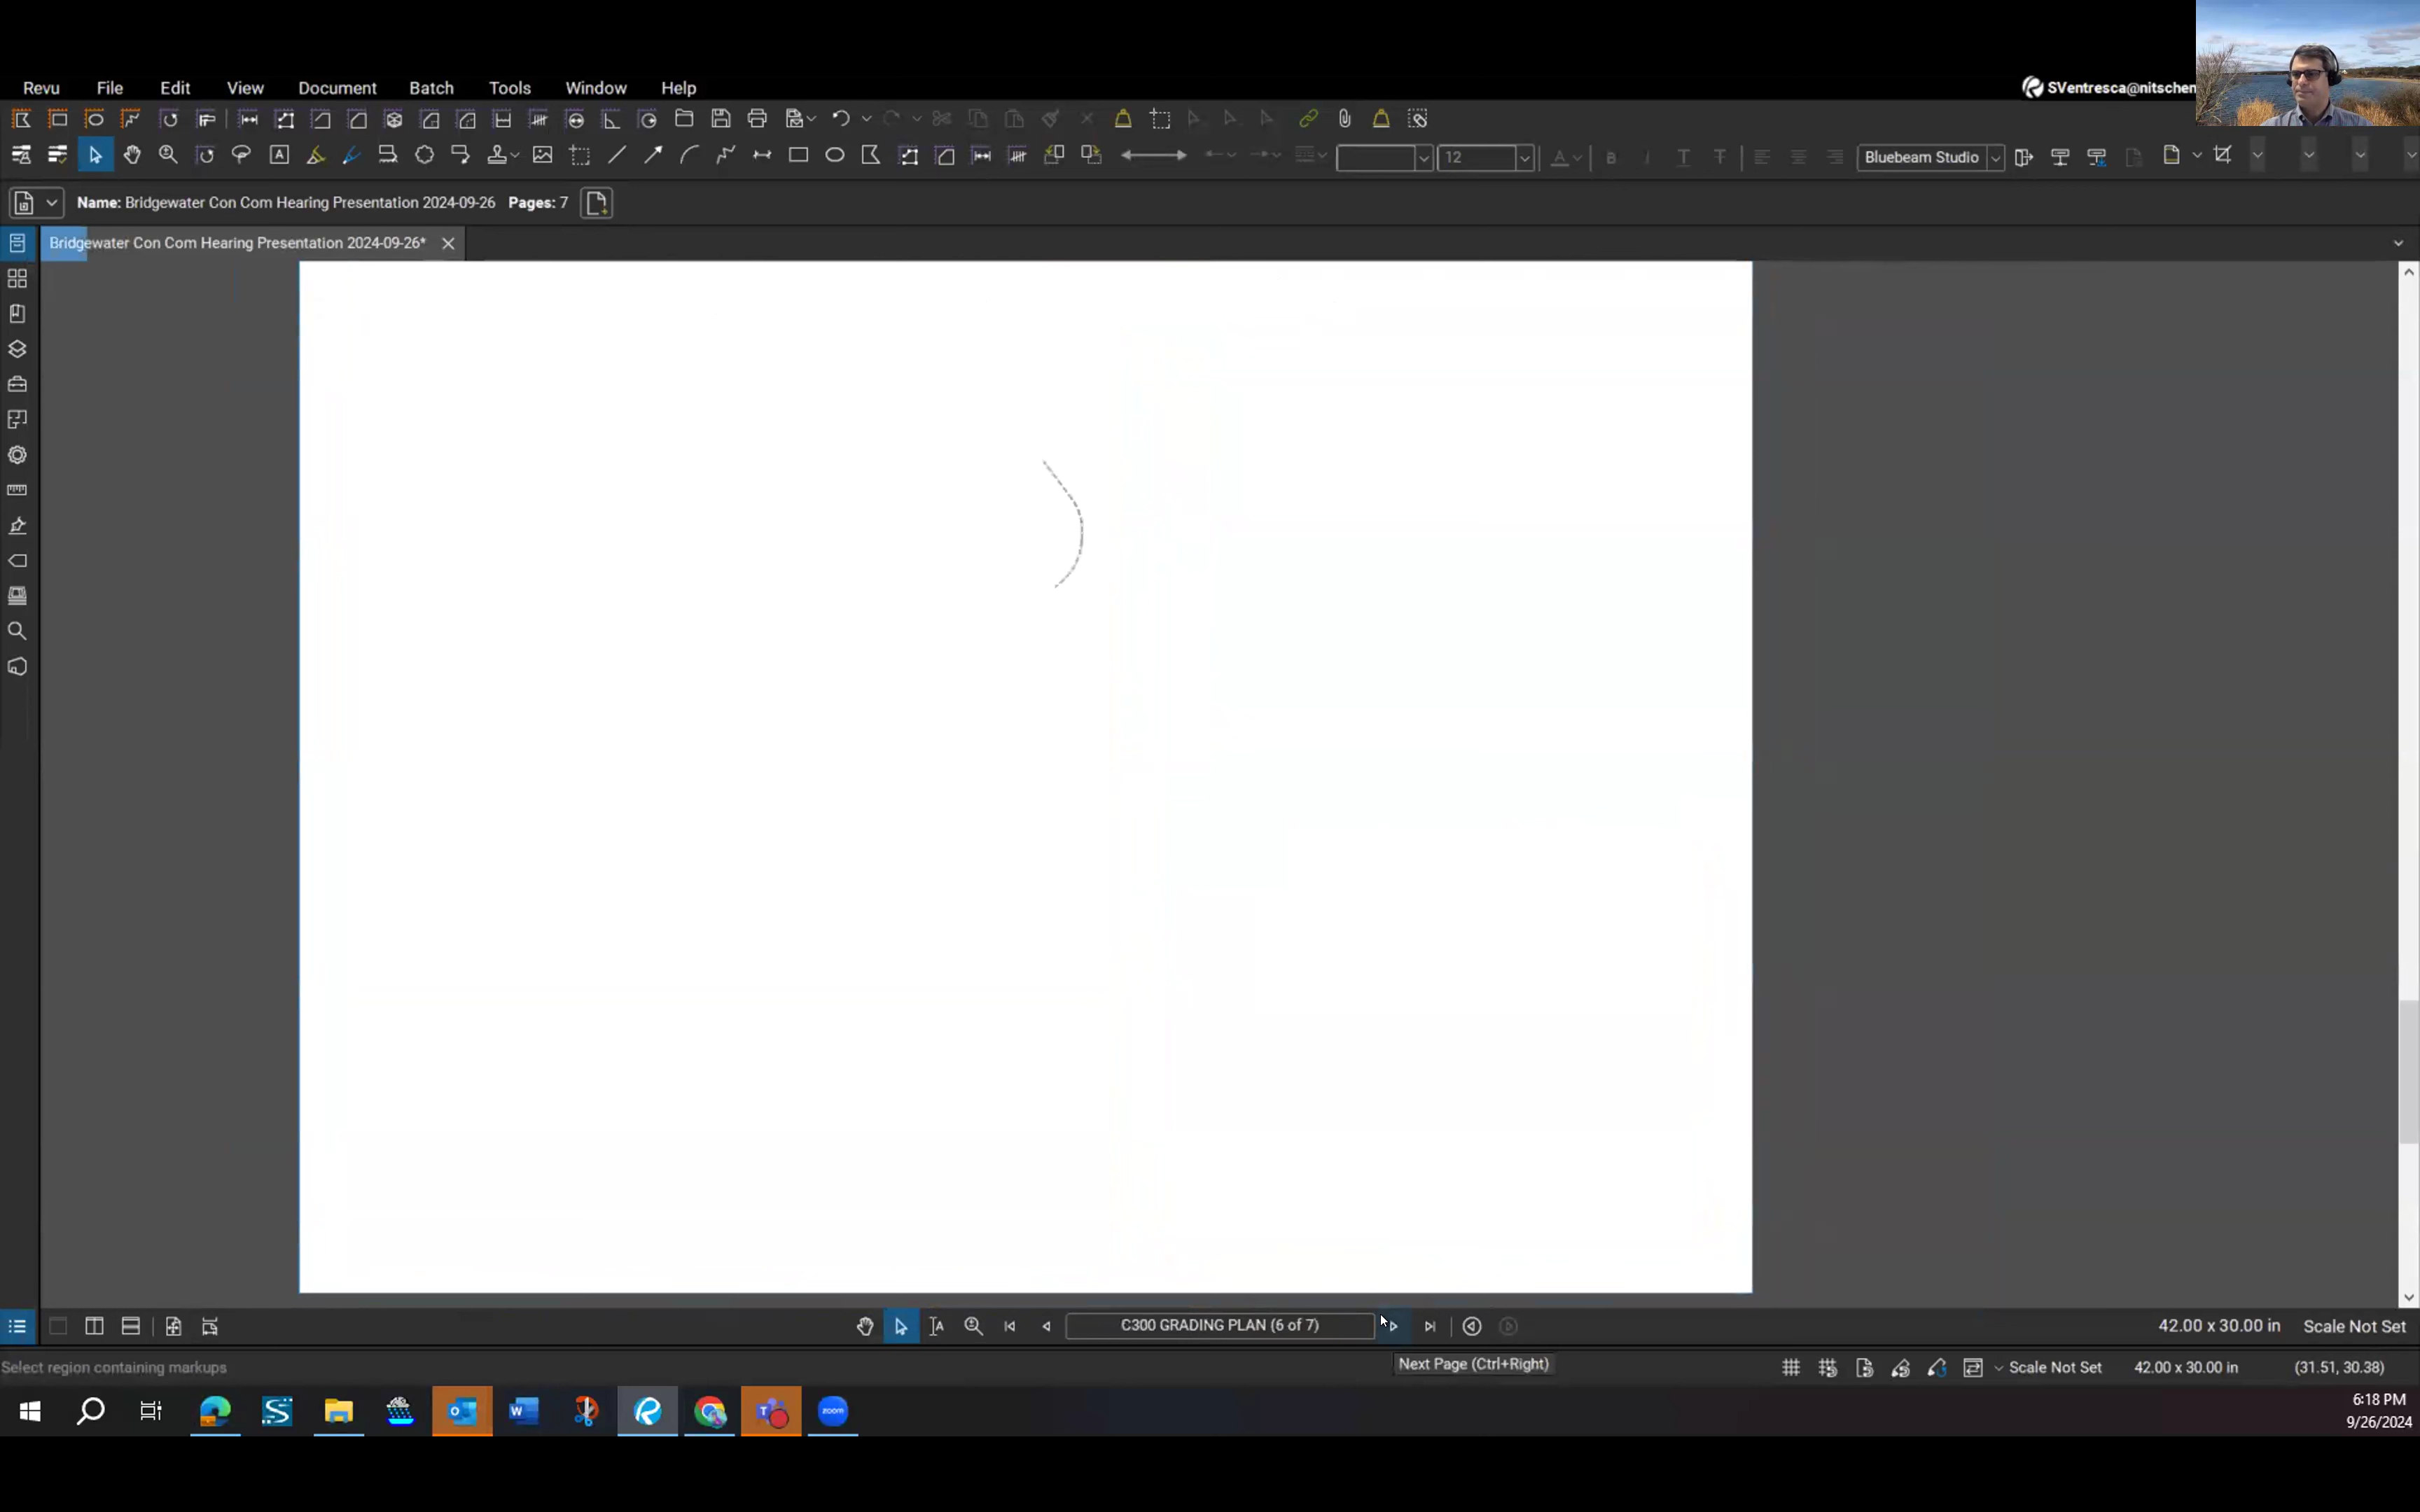 Revu File Edit View Document Batch Tools Window Help
SVentresca@nitschen
12
Bluebeam Studio
Name: Bridgewater Con Com Hearing Presentation 2024-09-26 Pages: 7
Bridgewater Con Com Hearing Presentation 2024-09-26*
C300 GRADING PLAN (6 of 7)
42.00 x 30.00 in Scale Not Set
Select region containing markups
Next Page (Ctrl+Right)
Scale Not Set 42.00 x 30.00 in (31.51, 30.38)
zoom
6:18 PM
9/26/2024